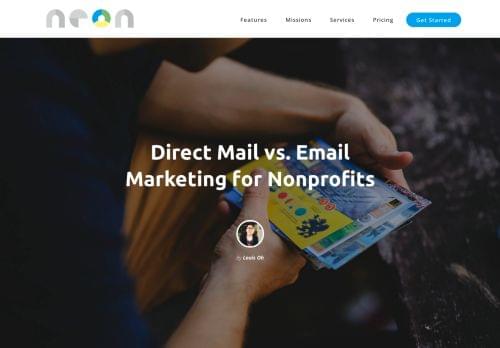 neon
Features Missions Services Pricing Get Started
Direct Mail vs. Email
Marketing for Nonprofits
by Louis Oh